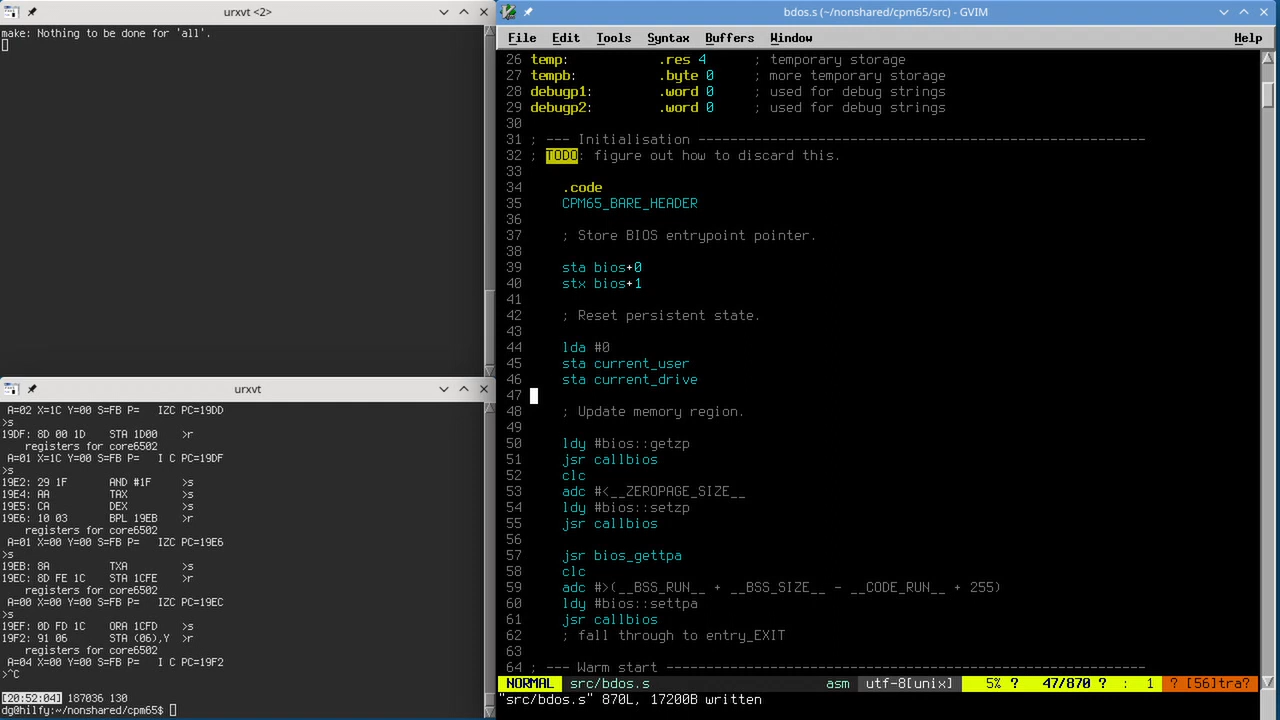 urxvt <2>
make: Nothing to be done for 'all'.
urxvt
 A=02 X=1C Y=00 S=FB P=   IZC PC=19DD
>s
19DF: 8D 00 1D    STA 1D00    >r
    registers for core6502
 A=01 X=1C Y=00 S=FB P=   I C PC=19DF
>s
19E2: 29 1F       AND #1F     >s
19E4: AA          TAX         >s
19E5: CA          DEX         >s
19E6: 10 03       BPL 19EB    >r
    registers for core6502
 A=01 X=00 Y=00 S=FB P=   IZC PC=19E6
>s
19EB: 8A          TXA         >s
19EC: 8D FE 1C    STA 1CFE    >r
    registers for core6502
 A=00 X=00 Y=00 S=FB P=   IZC PC=19EC
>s
19EF: 0D FD 1C    ORA 1CFD    >s
19F2: 91 06       STA (06),Y  >r
    registers for core6502
 A=04 X=00 Y=00 S=FB P=   I C PC=19F2
>^C
[20:52:04] 187036 130
dg@hilfy:~/nonshared/cpm65$
bdos.s (~/nonshared/cpm65/src) - GVIM
File Edit Tools Syntax Buffers Window Help
26 temp:           .res 4      ; temporary storage
27 tempb:          .byte 0     ; more temporary storage
28 debugp1:        .word 0     ; used for debug strings
29 debugp2:        .word 0     ; used for debug strings
30
31 ; --- Initialisation --------------------------------------------------------
32 ; TODO: figure out how to discard this.
33
34     .code
35     CPM65_BARE_HEADER
36
37     ; Store BIOS entrypoint pointer.
38
39     sta bios+0
40     stx bios+1
41
42     ; Reset persistent state.
43
44     lda #0
45     sta current_user
46     sta current_drive
47
48     ; Update memory region.
49
50     ldy #bios::getzp
51     jsr callbios
52     clc
53     adc #<__ZEROPAGE_SIZE__
54     ldy #bios::setzp
55     jsr callbios
56
57     jsr bios_gettpa
58     clc
59     adc #>(__BSS_RUN__ + __BSS_SIZE__ - __CODE_RUN__ + 255)
60     ldy #bios::settpa
61     jsr callbios
62     ; fall through to entry_EXIT
63
64 ; --- Warm start ------------------------------------------------------------
NORMAL src/bdos.s asm utf-8[unix] 5% ? 47/870 ? : 1 ? [56]tra?
"src/bdos.s" 870L, 17200B written